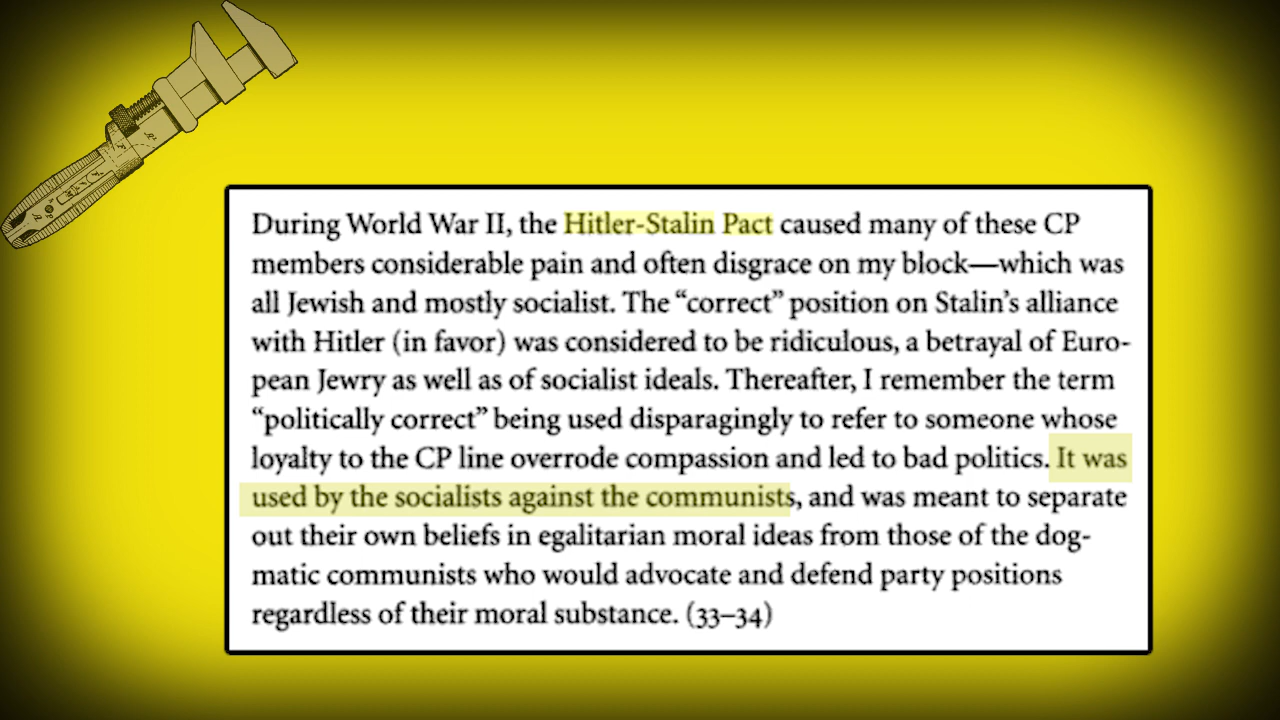 During World War II, the Hitler-Stalin Pact caused many of these CP
members considerable pain and often disgrace on my block—which was
all Jewish and mostly socialist. The “correct” position on Stalin’s alliance
with Hitler (in favor) was considered to be ridiculous, a betrayal of Euro-
pean Jewry as well as of socialist ideals. Thereafter, I remember the term
“politically correct” being used disparagingly to refer to someone whose
loyalty to the CP line overrode compassion and led to bad politics. It was
used by the socialists against the communists, and was meant to separate
out their own beliefs in egalitarian moral ideas from those of the dog-
matic communists who would advocate and defend party positions
regardless of their moral substance. (33–34)